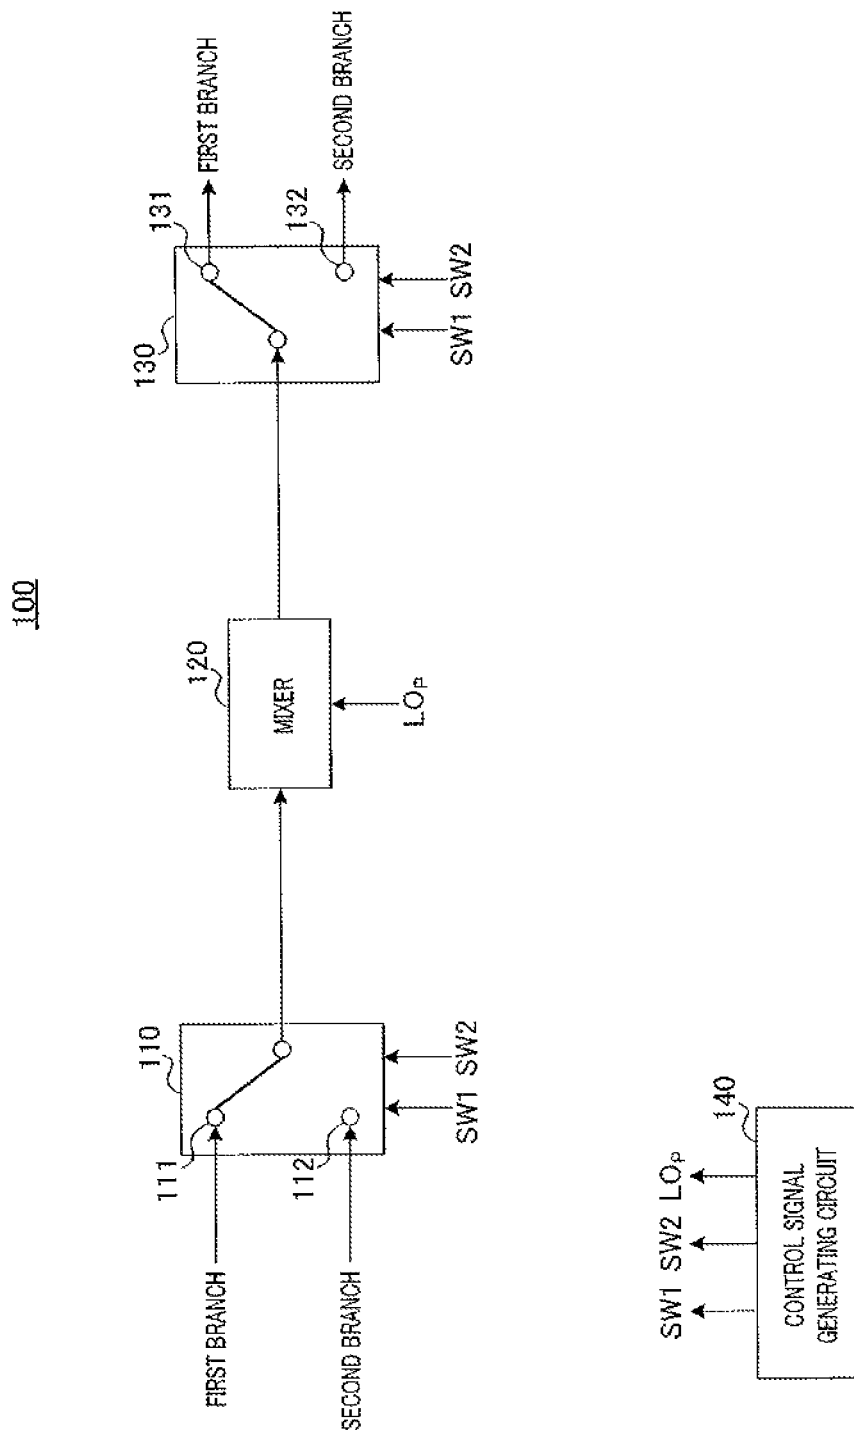 100
FIRST BRANCH
SECOND BRANCH
110
111
112
SW1 SW2
120
MIXER
LOP
130
131
132
SW1 SW2
FIRST BRANCH
SECOND BRANCH
SW1 SW2 LOP
140
CONTROL SIGNAL
GENERATING CIRCUIT